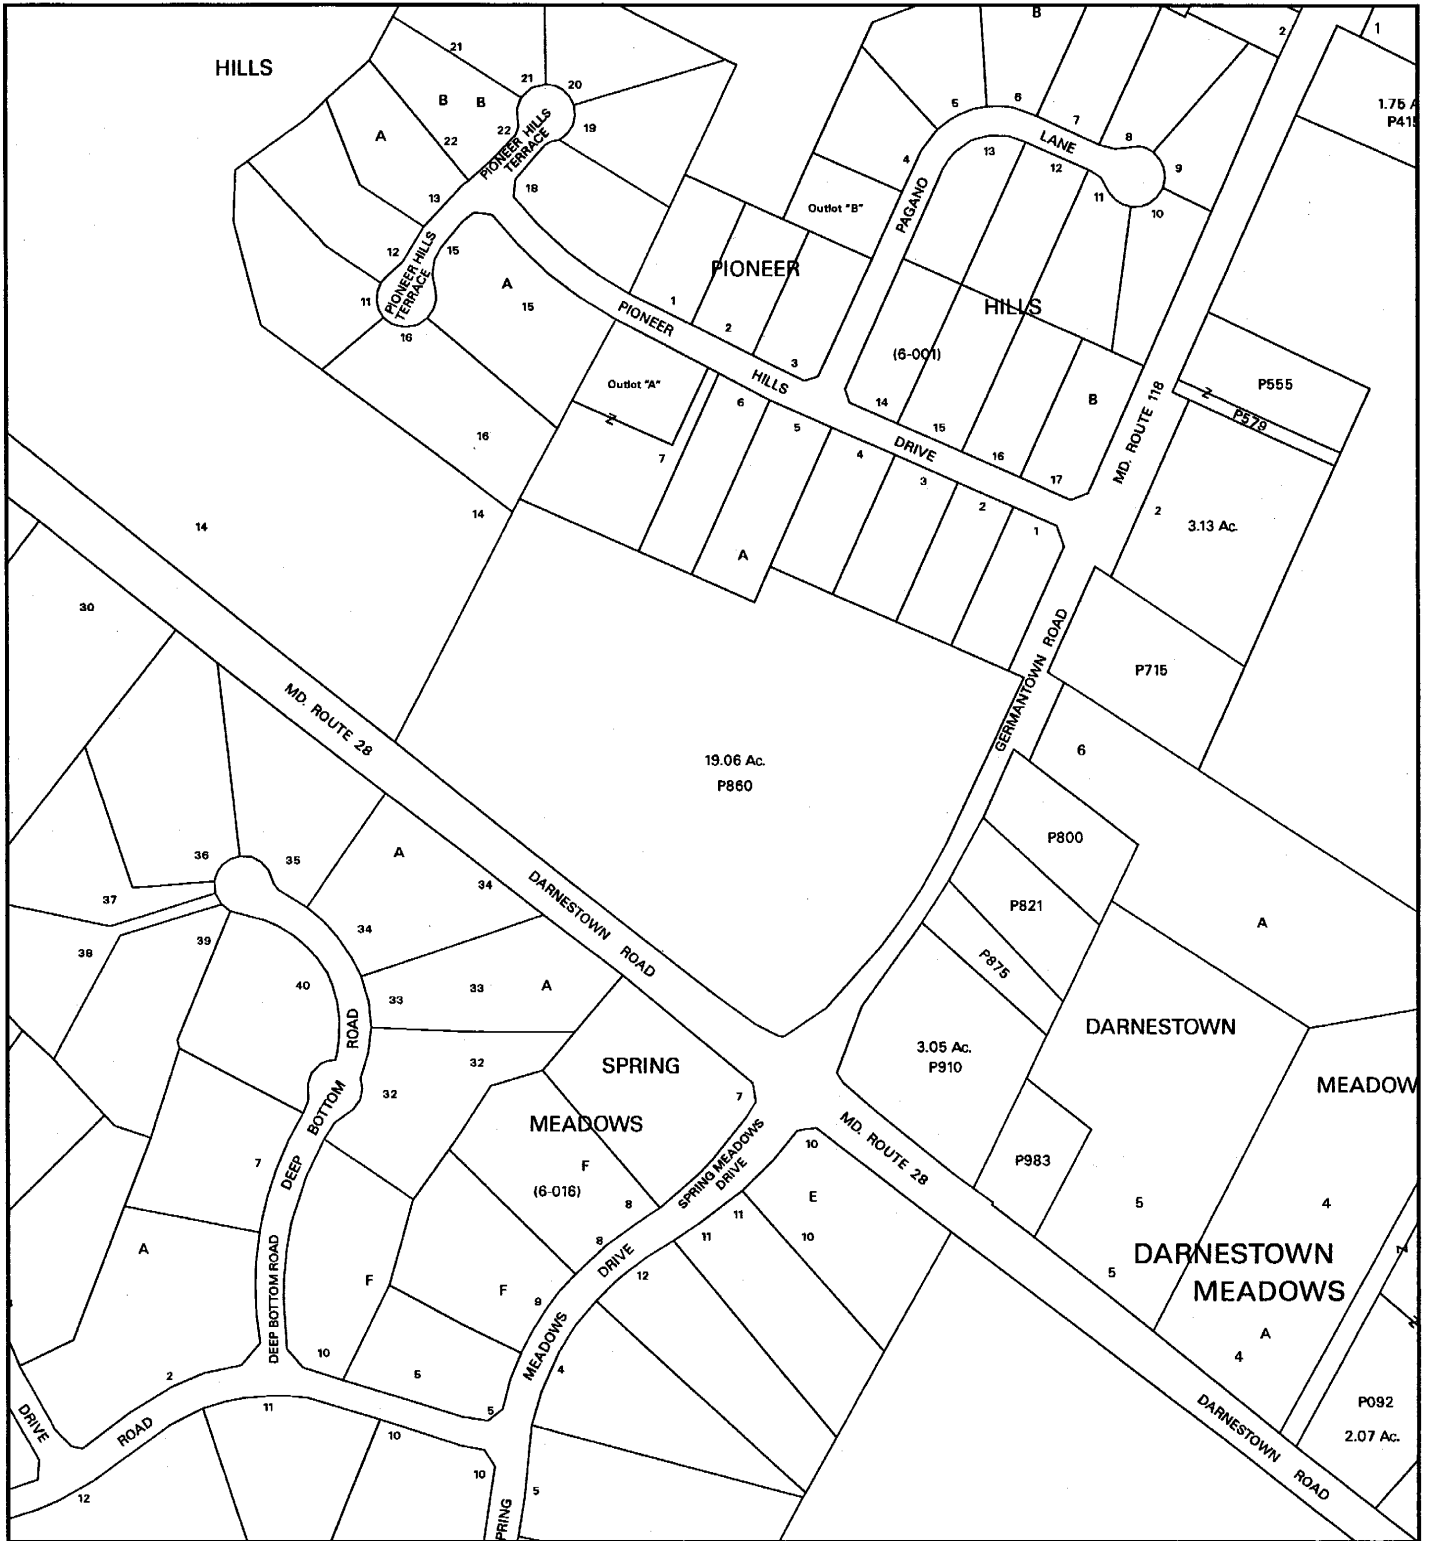 B
2
1
HILLS
21
21
20
B B
22
22
19
A
PIONEER HILLS
TERRACE
18
13
5
6
7
8
LANE
13
12
11
9
10
4
PAGANO
Outlot "B"
P415
12
15
PIONEER HILLS
TERRACE
11
16
A
15
PIONEER
HILLS
PIONEER
1
2
3
HILLS
(6-001)
Outlot "A"
Z
6
5
4
3
2
1
7
14
15
16
17
DRIVE
B
MD. ROUTE 118
P555
Z
P579
2
3.13 Ac.
16
14
14
A
30
GERMANTOWN ROAD
P715
6
MD. ROUTE 28
19.06 Ac.
P860
P800
36
35
A
34
37
P821
34
DARNESTOWN ROAD
A
39
38
P875
40
33
33
A
ROAD
DARNESTOWN
SPRING
3.05 Ac.
P910
32
MEADOW
32
7
BOTTOM
MEADOWS
MD. ROUTE 28
SPRING MEADOWS
DRIVE
10
7
DEEP
F
(6-016)
8
P983
E
5
4
11
11
10
8
A
DRIVE
12
DARNESTOWN
MEADOWS
Z
DEEP BOTTOM ROAD
F
F
9
5
Z
MEADOWS
A
4
10
5
4
2
DARNESTOWN ROAD
P092
2.07 Ac.
11
5
DRIVE
ROAD
10
10
5
12
PRING